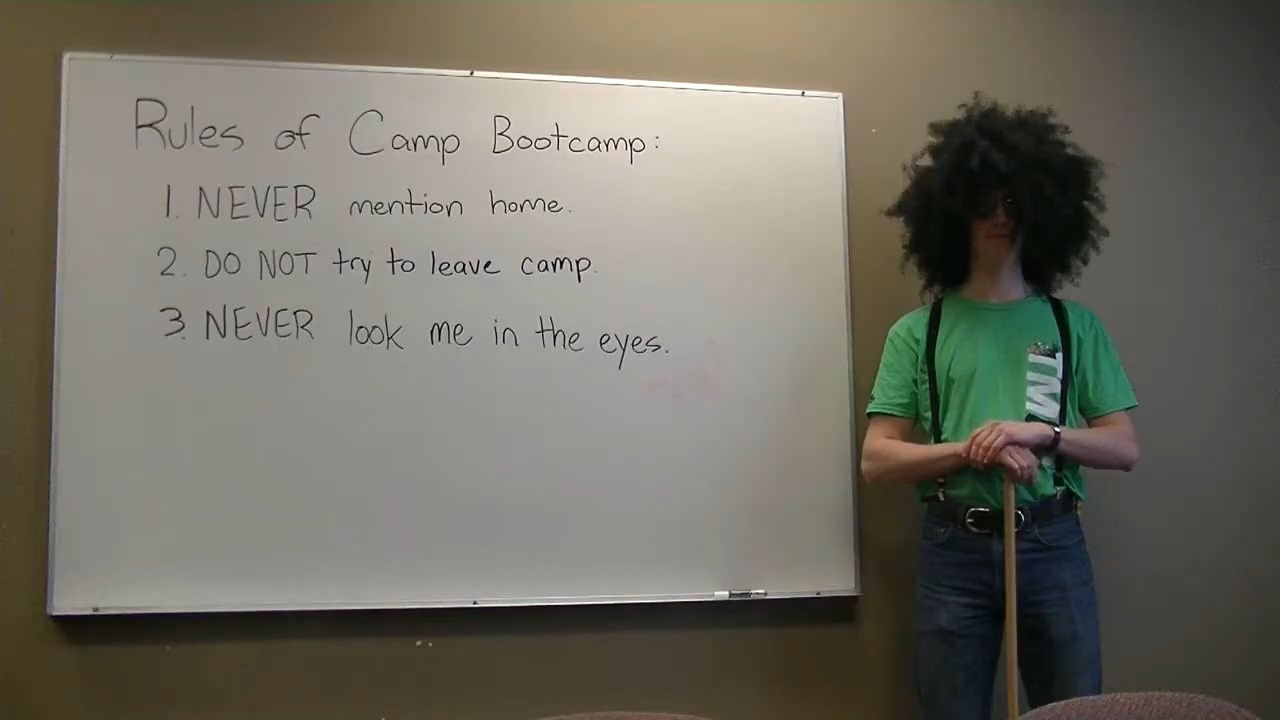 Rules of Camp Bootcamp:
1. NEVER mention home.
2. DO NOT try to leave camp.
3. NEVER look me in the eyes.
TM